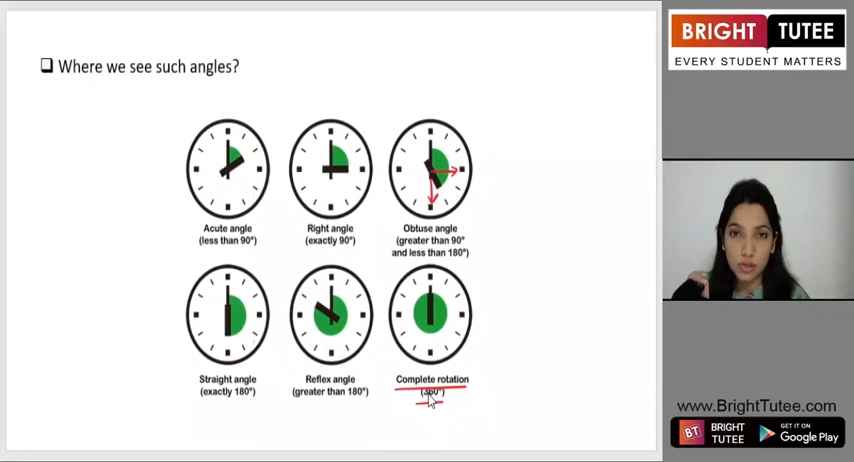 Where we see such angles?
Acute angle
(less than 90°)
Right angle
(exactly 90°)
Obtuse angle
(greater than 90°
and less than 180°)
Straight angle
(exactly 180°)
Reflex angle
(greater than 180°)
Complete rotation
(360°)
BRIGHT TUTEE
EVERY STUDENT MATTERS
www.BrightTutee.com
BT
BRIGHT
TUTEE
GET IT ON
Google Play